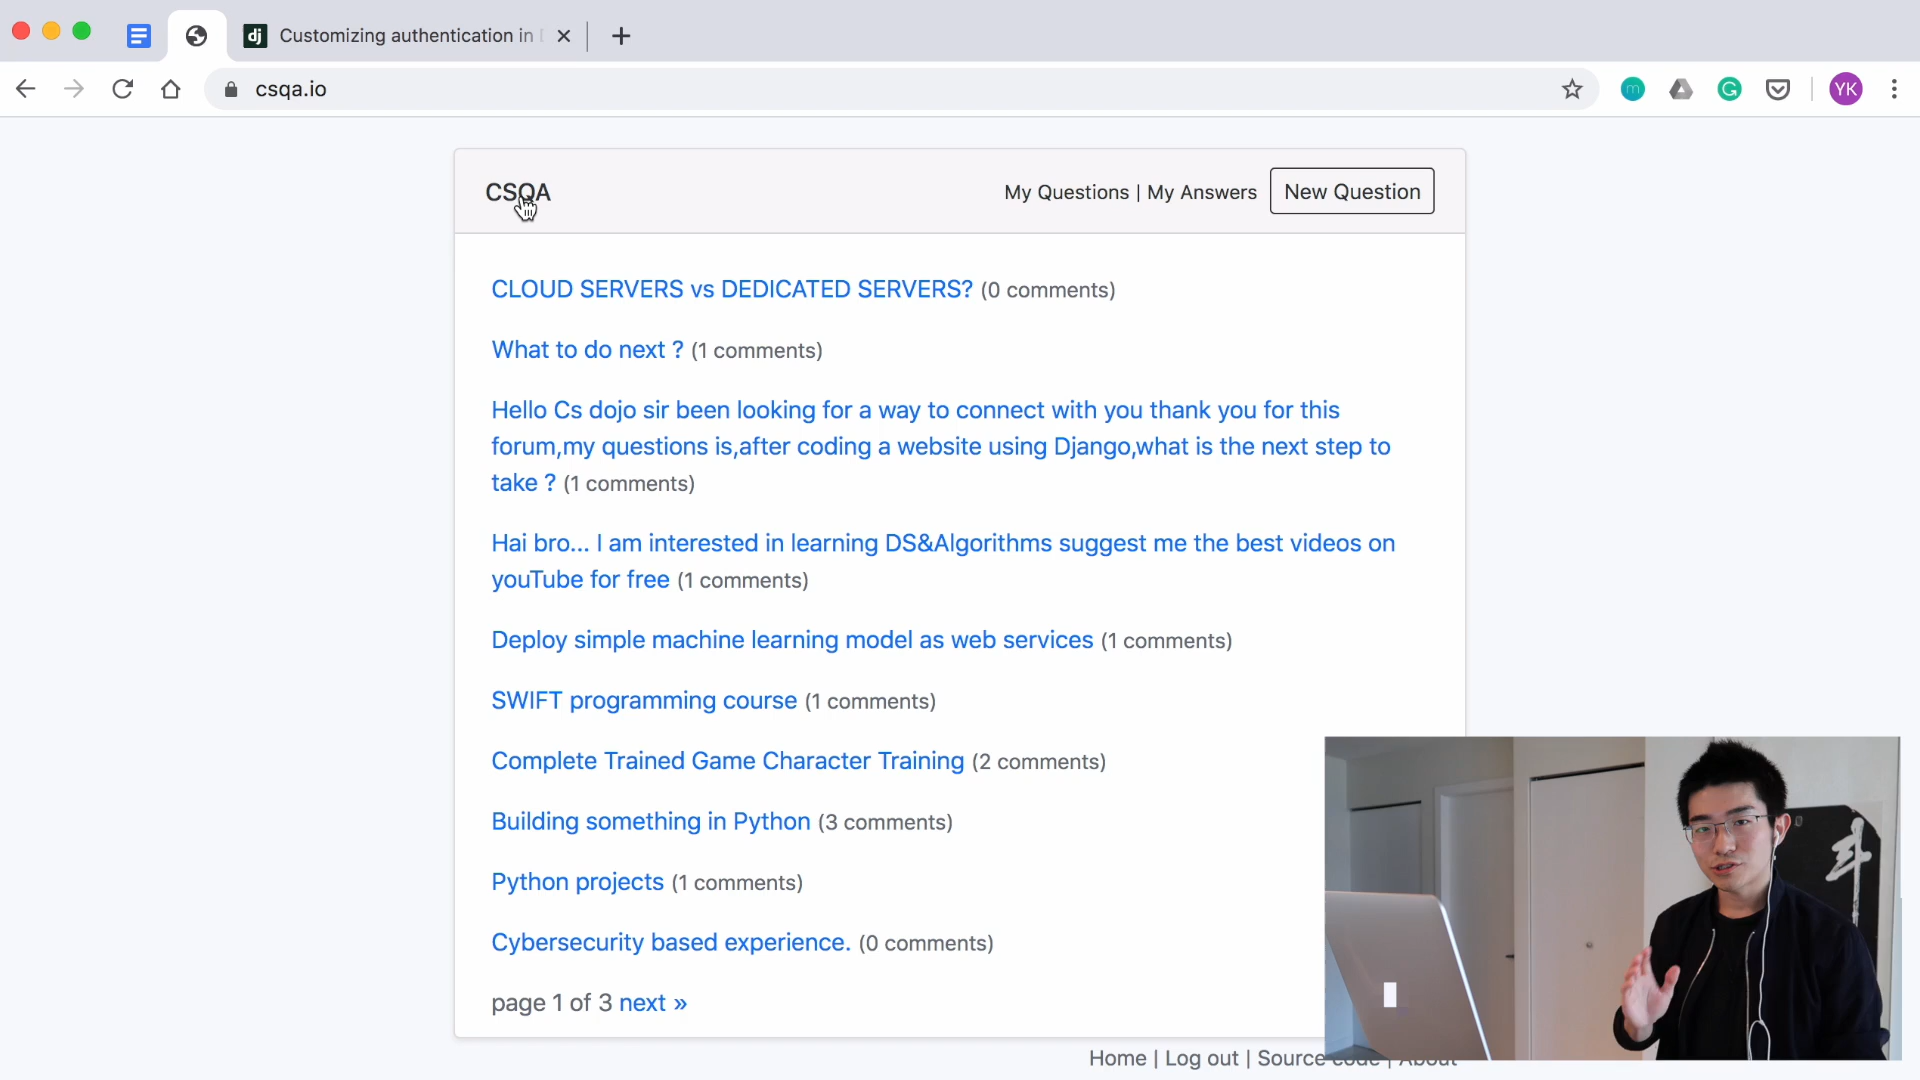 Customizing authentication in
csqa.io
YK
CSQA
My Questions | My Answers
New Question
CLOUD SERVERS vs DEDICATED SERVERS? (0 comments)
What to do next ? (1 comments)
Hello Cs dojo sir been looking for a way to connect with you thank you for this
forum,my questions is,after coding a website using Django,what is the next step to
take ? (1 comments)
Hai bro... I am interested in learning DS&Algorithms suggest me the best videos on
youTube for free (1 comments)
Deploy simple machine learning model as web services (1 comments)
SWIFT programming course (1 comments)
Complete Trained Game Character Training (2 comments)
Building something in Python (3 comments)
Python projects (1 comments)
Cybersecurity based experience. (0 comments)
page 1 of 3 next »
斗
Home | Log out | Source code | About